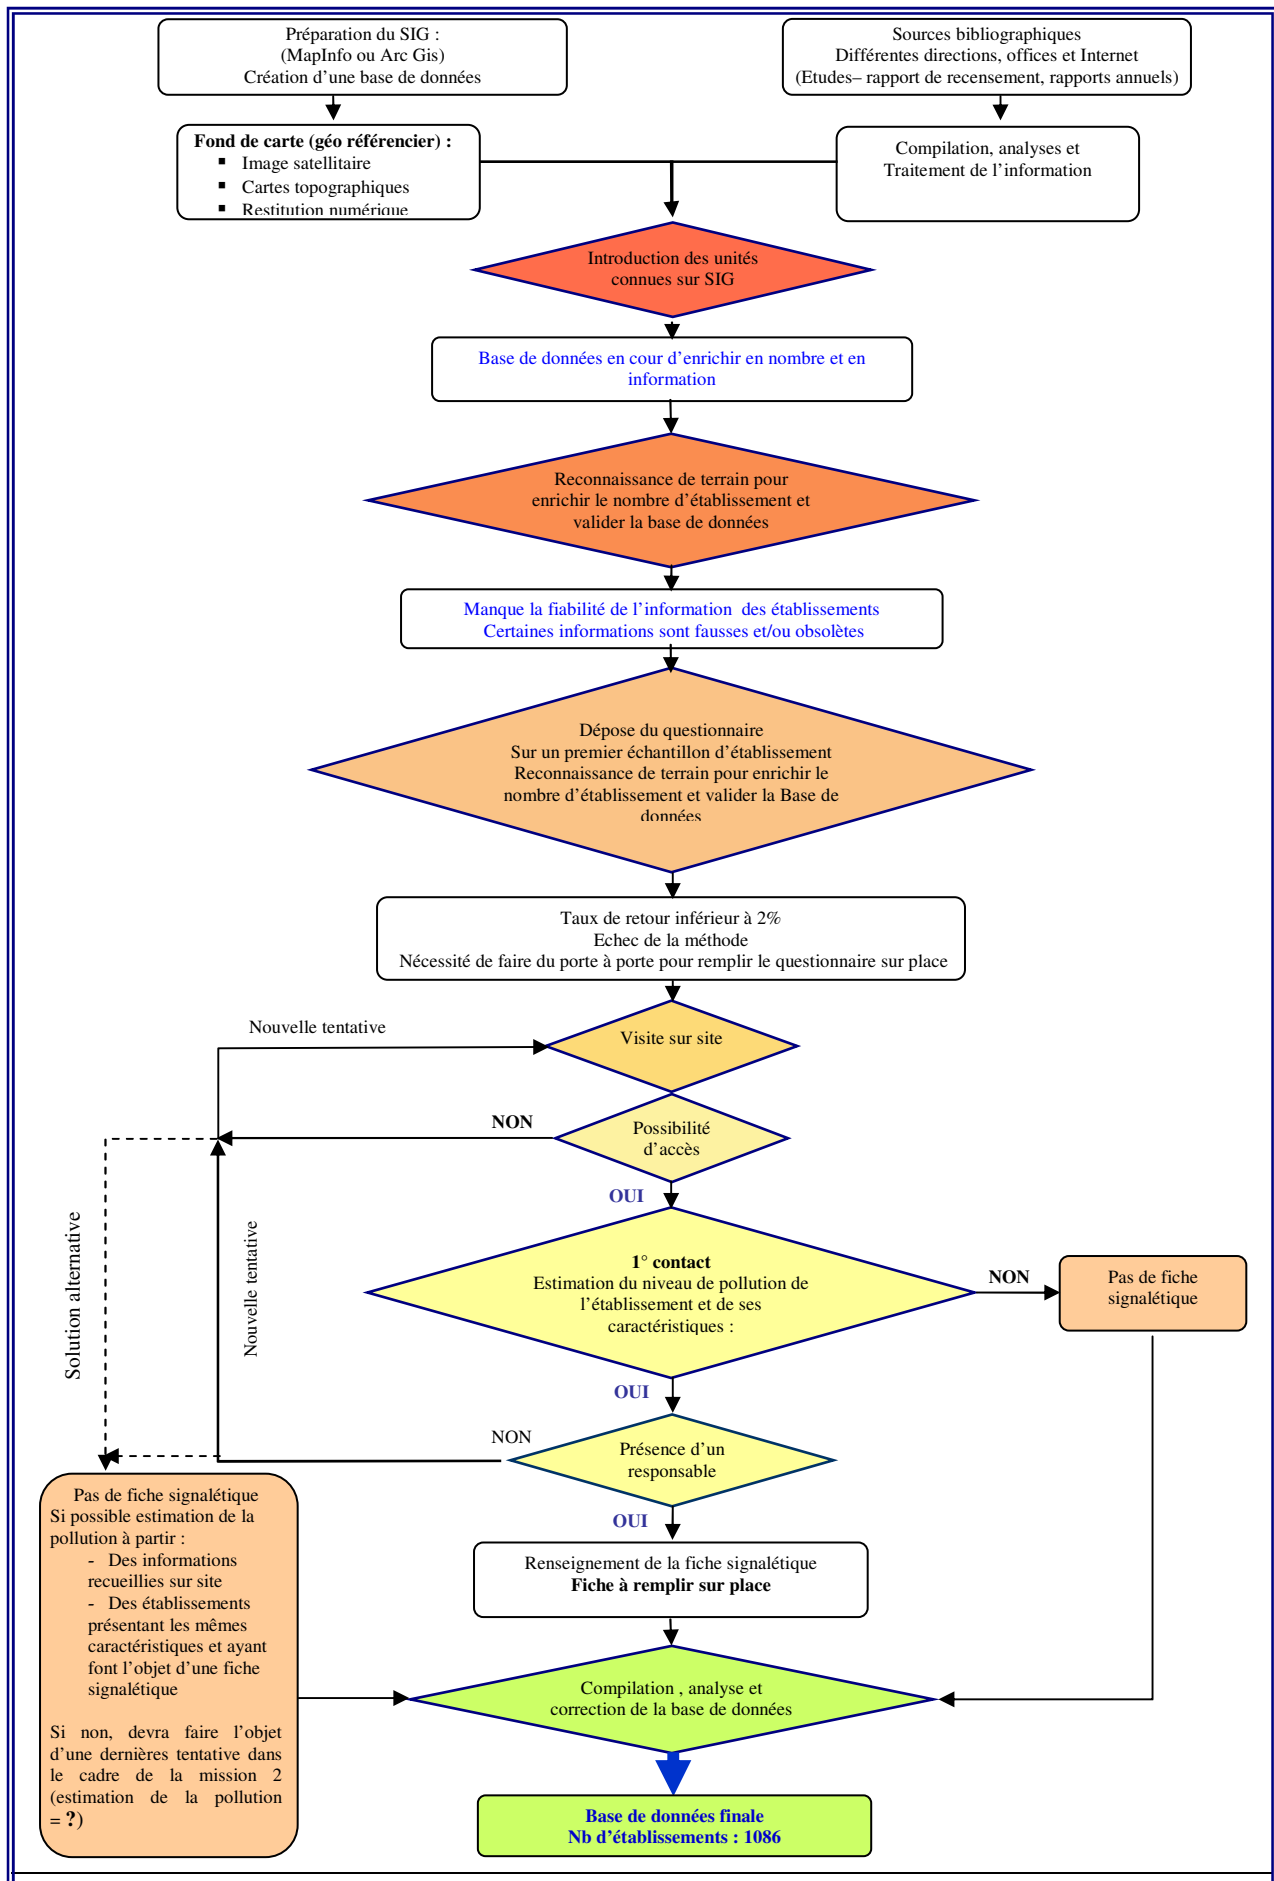 Préparation du SIG :
(MapInfo ou Arc Gis)
Création d'une base de données
Sources bibliographiques
Différentes directions, offices et Internet
(Etudes– rapport de recensement, rapports annuels)
Fond de carte (géo référencier) :
▪ Image satellitaire
▪ Cartes topographiques
▪ Restitution numérique
Compilation, analyses et
Traitement de l'information
Introduction des unités
connues sur SIG
Base de données en cour d'enrichir en nombre et en
information
Reconnaissance de terrain pour
enrichir le nombre d'établissement et
valider la base de données
Manque la fiabilité de l'information des établissements
Certaines informations sont fausses et/ou obsolètes
Dépose du questionnaire
Sur un premier échantillon d'établissement
Reconnaissance de terrain pour enrichir le
nombre d'établissement et valider la Base de
données
Taux de retour inférieur à 2%
Echec de la méthode
Nécessité de faire du porte à porte pour remplir le questionnaire sur place
Nouvelle tentative
Visite sur site
NON
Possibilité
d'accès
OUI
Solution alternative
Nouvelle tentative
1° contact
Estimation du niveau de pollution de
l'établissement et de ses
caractéristiques :
NON
Pas de fiche
signalétique
OUI
NON
Présence d'un
responsable
OUI
Pas de fiche signalétique
Si possible estimation de la
pollution à partir :
- Des informations
recueillies sur site
- Des établissements
présentant les mêmes
caractéristiques et ayant
font l'objet d'une fiche
signalétique
Si non, devra faire l'objet
d'une dernières tentative dans
le cadre de la mission 2
(estimation de la pollution
= ?)
Renseignement de la fiche signalétique
Fiche à remplir sur place
Compilation , analyse et
correction de la base de données
Base de données finale
Nb d'établissements : 1086